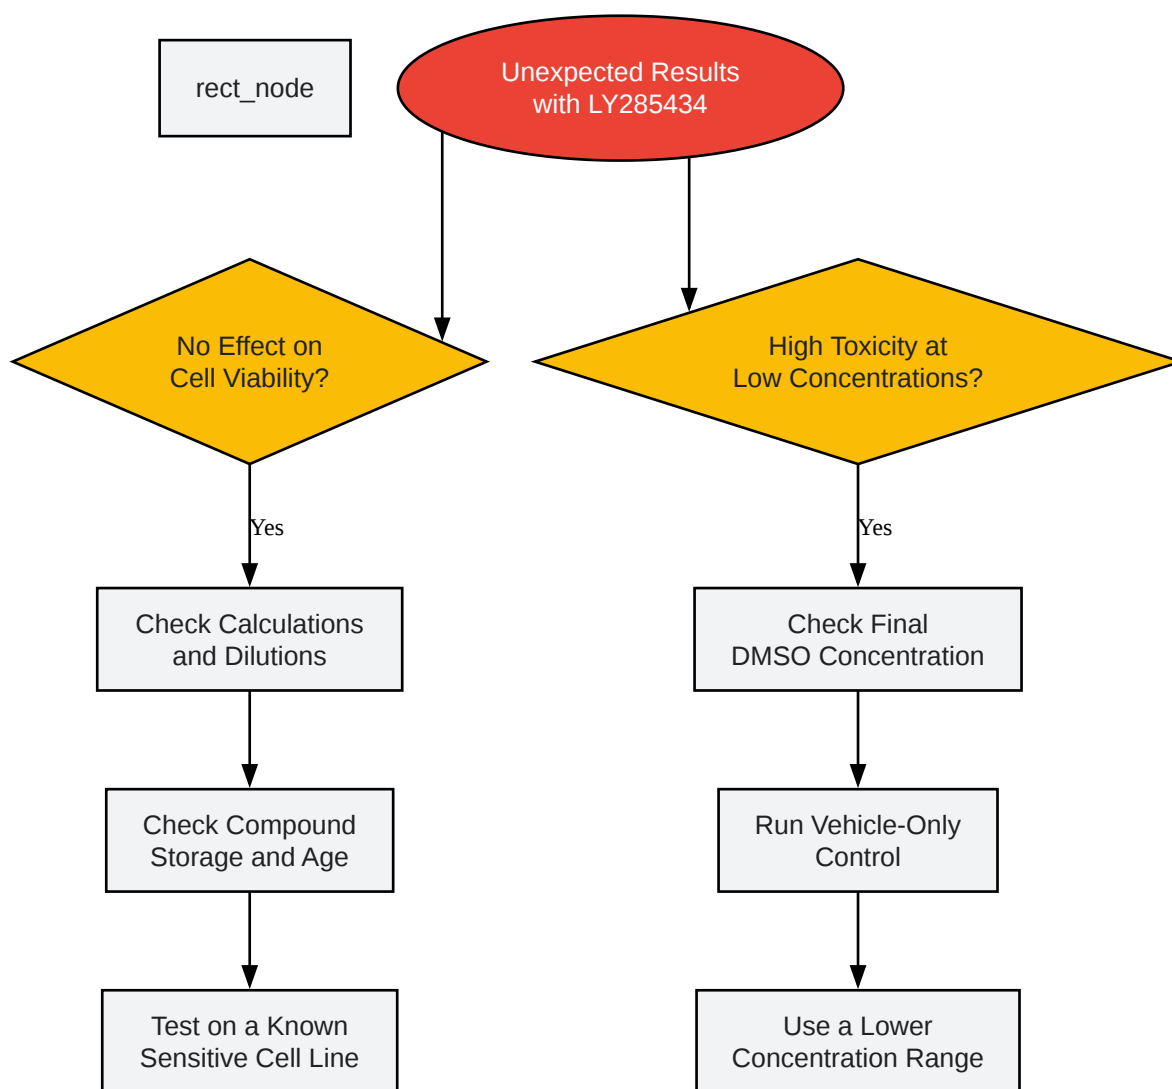 rect_node
Unexpected Results
with LY285434
No Effect on
Cell Viability?
High Toxicity at
Low Concentrations?
Yes
Yes
Check Calculations
and Dilutions
Check Final
DMSO Concentration
Check Compound
Storage and Age
Run Vehicle-Only
Control
Test on a Known
Sensitive Cell Line
Use a Lower
Concentration Range